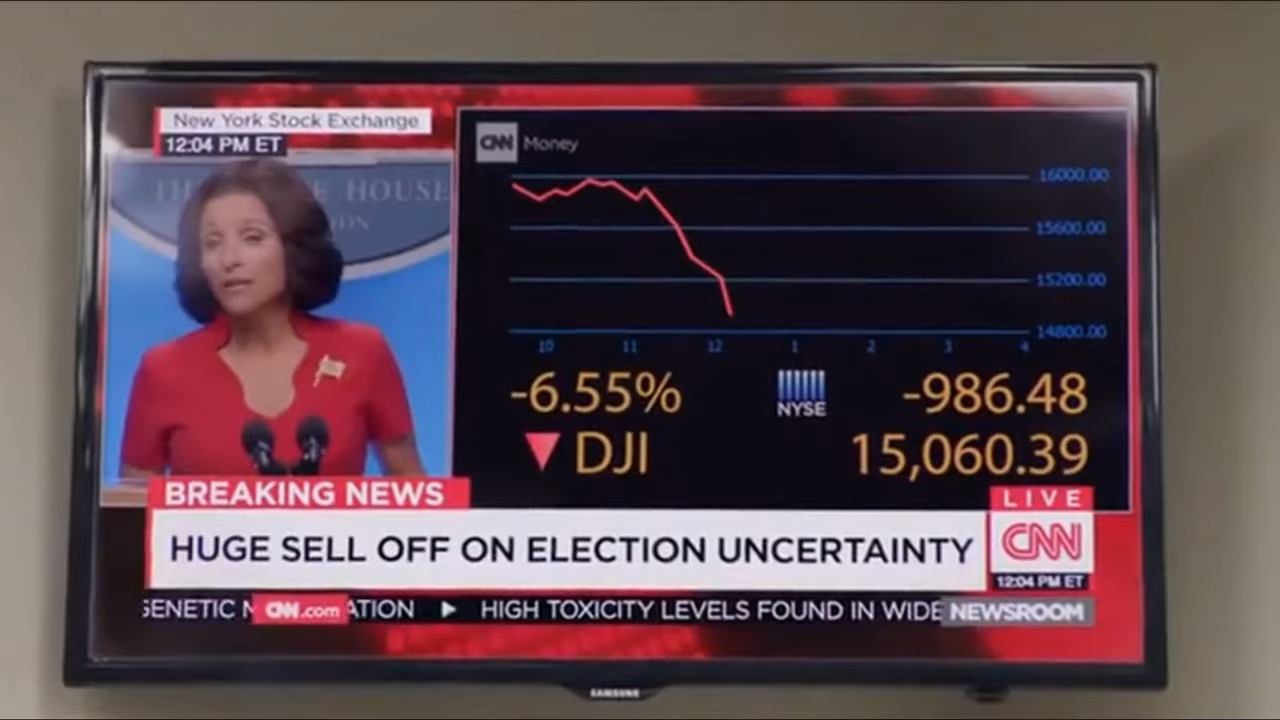 New York Stock Exchange
12:04 PM ET
THE HOUSE
CNN Money
16000.00
15600.00
15200.00
14800.00
10 11 12 1 2 3 4
-6.55% NYSE -986.48
DJI 15,060.39
BREAKING NEWS
LIVE
HUGE SELL OFF ON ELECTION UNCERTAINTY
CNN
12:04 PM ET
GENETIC M CNN.com ATION ▶ HIGH TOXICITY LEVELS FOUND IN WIDE NEWSROOM
SAMSUNG